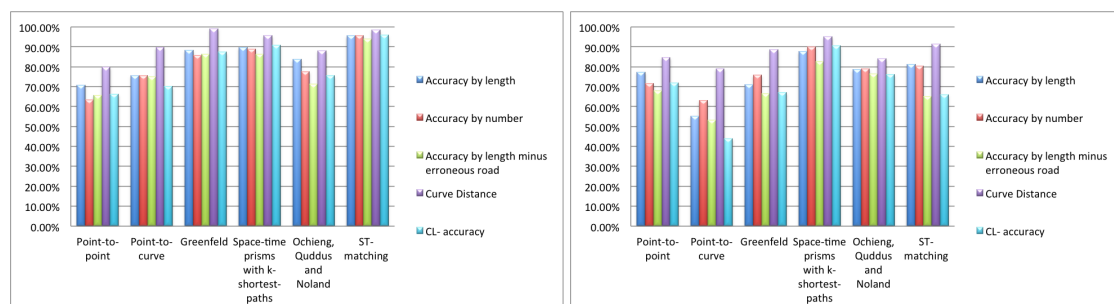 100.00%
90.00%
80.00%
70.00%
60.00%
50.00%
40.00%
30.00%
20.00%
10.00%
0.00%
Point-to-
point
Point-to-
curve
Greenfeld
Space-time
prisms
with k-
shortest-
paths
Ochieng,
Quddus
and
Noland
ST-
matching
Accuracy by length
Accuracy by number
Accuracy by length minus
erroneous road
Curve Distance
CL- accuracy
100.00%
90.00%
80.00%
70.00%
60.00%
50.00%
40.00%
30.00%
20.00%
10.00%
0.00%
Point-to-
point
Point-to-
curve
Greenfeld
Space-time
prisms
with k-
shortest-
paths
Ochieng,
Quddus
and
Noland
ST-
matching
Accuracy by length
Accuracy by number
Accuracy by length minus
erroneous road
Curve Distance
CL- accuracy